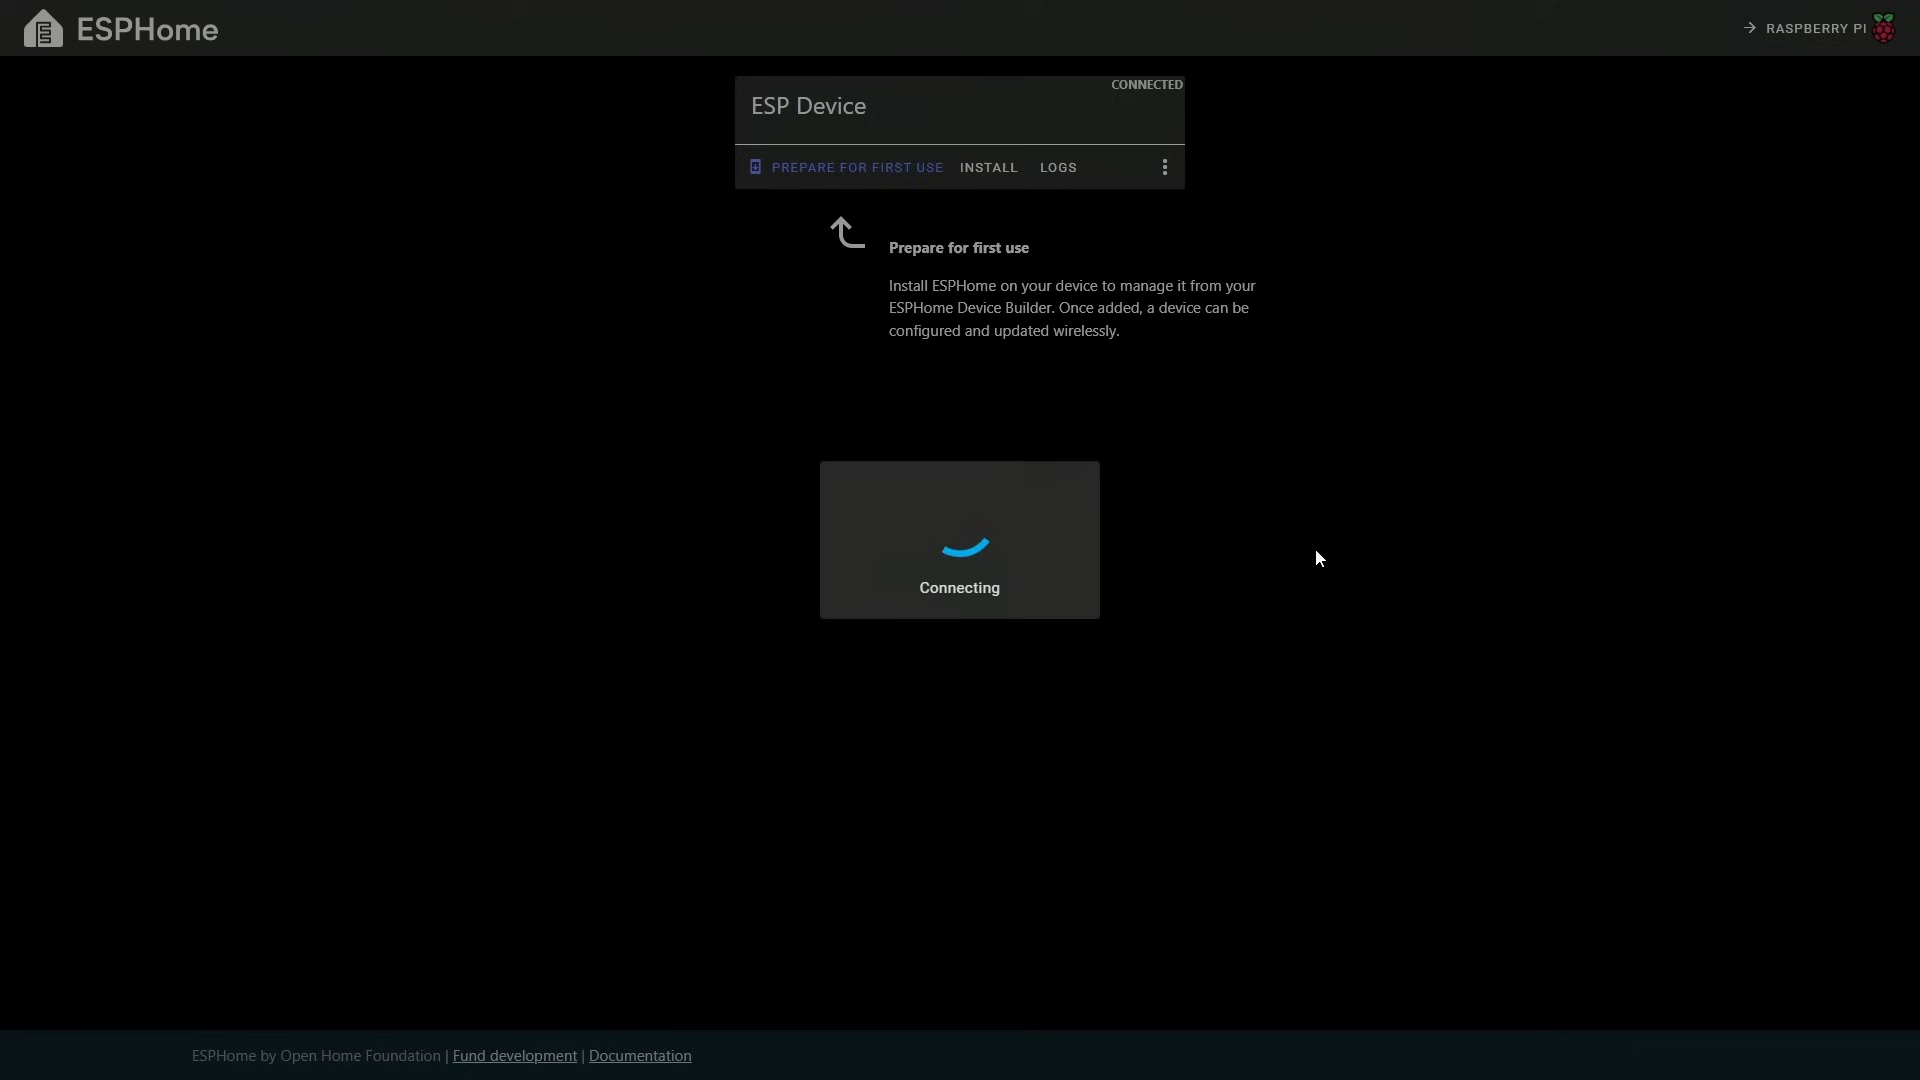 ESPHome
RASPBERRY PI
CONNECTED
ESP Device
PREPARE FOR FIRST USE
INSTALL
LOGS
Prepare for first use
Install ESPHome on your device to manage it from your
ESPHome Device Builder. Once added, a device can be
configured and updated wirelessly.
Connecting
ESPHome by Open Home Foundation | Fund development | Documentation